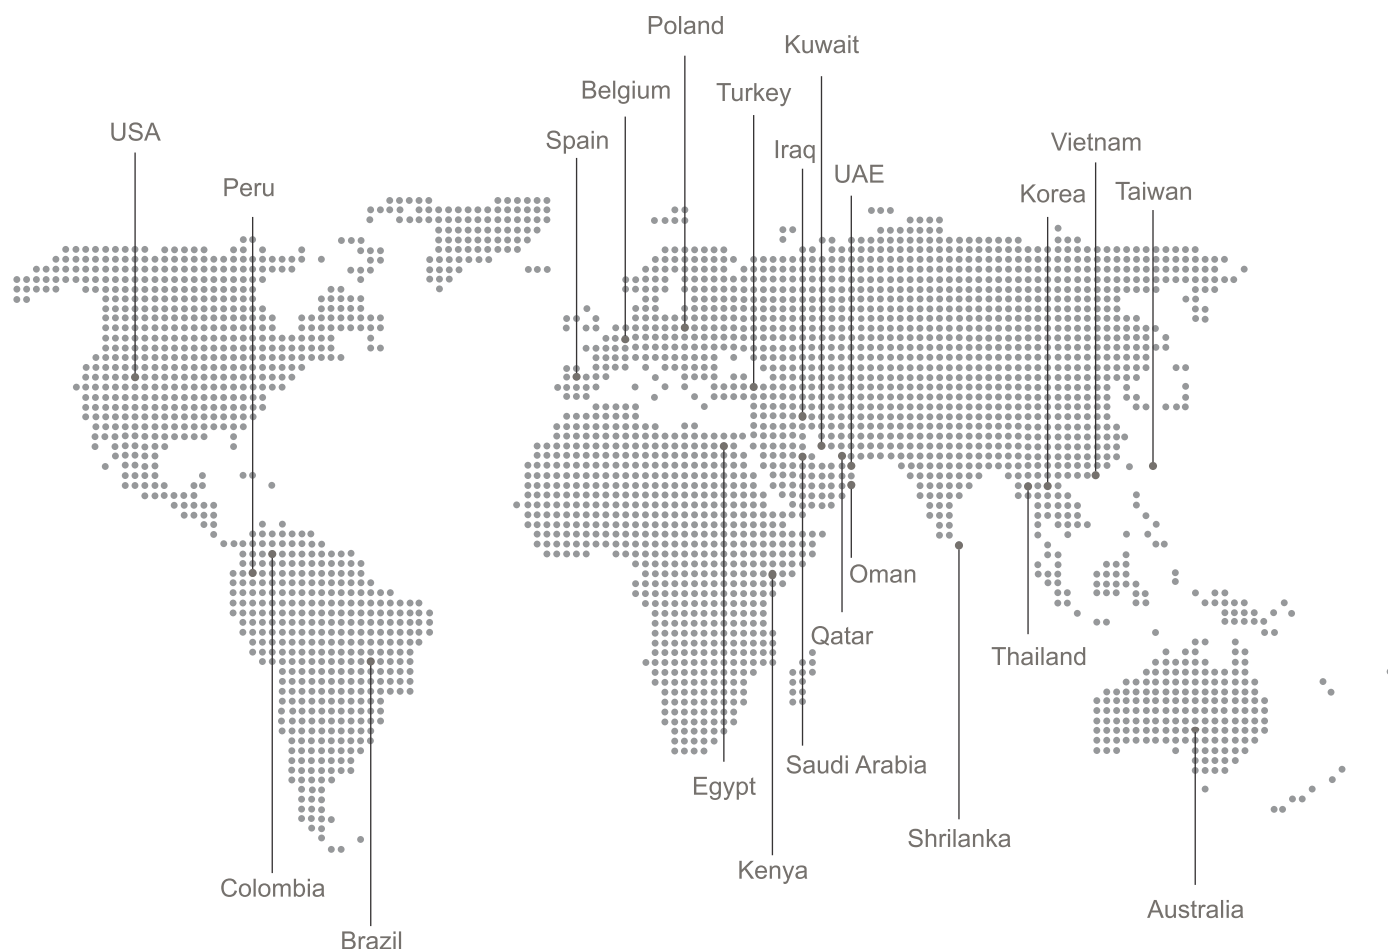 Poland
Kuwait
Belgium
Turkey
USA
Spain
Iraq
Vietnam
UAE
Peru
Korea
Taiwan
Oman
Qatar
Thailand
Saudi Arabia
Egypt
Shrilanka
Kenya
Colombia
Australia
Brazil